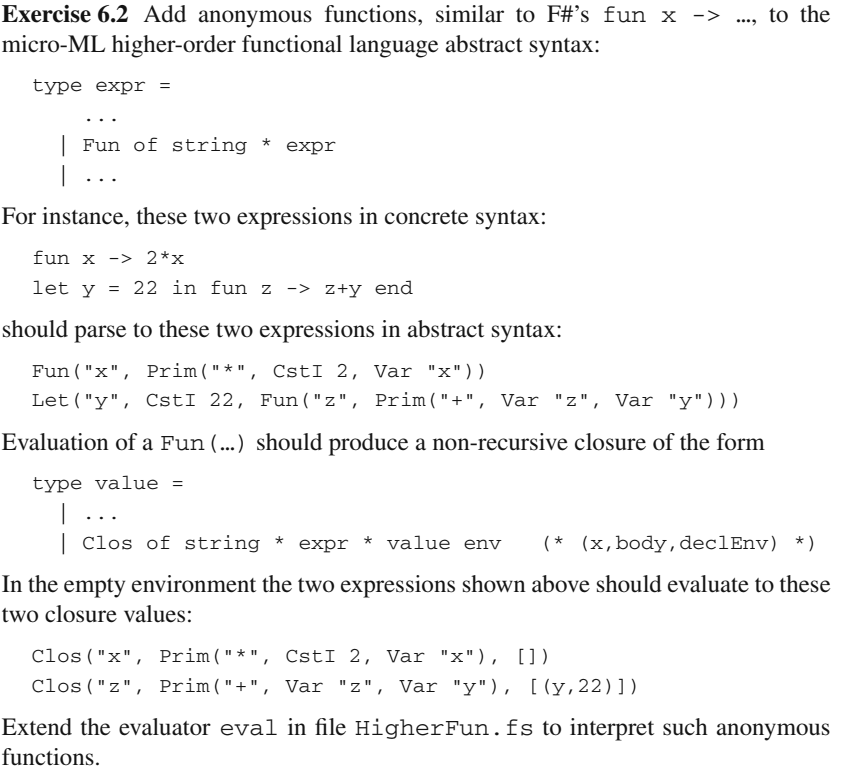 Exercise 6.2 Add anonymous functions, similar to F#'s fun x -> …, to the
micro-ML higher-order functional language abstract syntax:
type expr =
    ...
  | Fun of string * expr
  | ...
For instance, these two expressions in concrete syntax:
fun x -> 2*x
let y = 22 in fun z -> z+y end
should parse to these two expressions in abstract syntax:
Fun("x", Prim("*", CstI 2, Var "x"))
Let("y", CstI 22, Fun("z", Prim("+", Var "z", Var "y")))
Evaluation of a Fun(…) should produce a non-recursive closure of the form
type value =
  | ...
  | Clos of string * expr * value env   (* (x,body,declEnv) *)
In the empty environment the two expressions shown above should evaluate to these
two closure values:
Clos("x", Prim("*", CstI 2, Var "x"), [])
Clos("z", Prim("+", Var "z", Var "y"), [(y,22)])
Extend the evaluator eval in file HigherFun.fs to interpret such anonymous
functions.